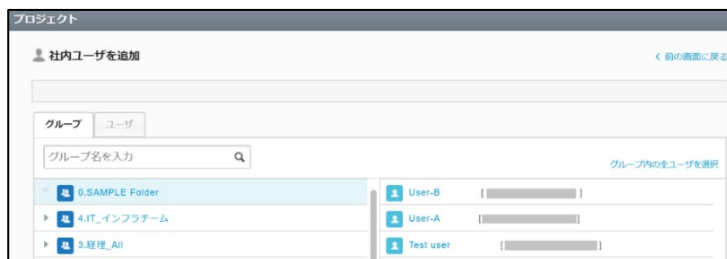 プロジェクト
社内ユーザを追加
< 前の画面に戻る
グループ ユーザ
グループ名を入力
グループ内の全ユーザを選択
0.SAMPLE Folder
User-B [ ]
4.IT_インフラチーム
User-A [ ]
3.経理_All
Test user [ ]